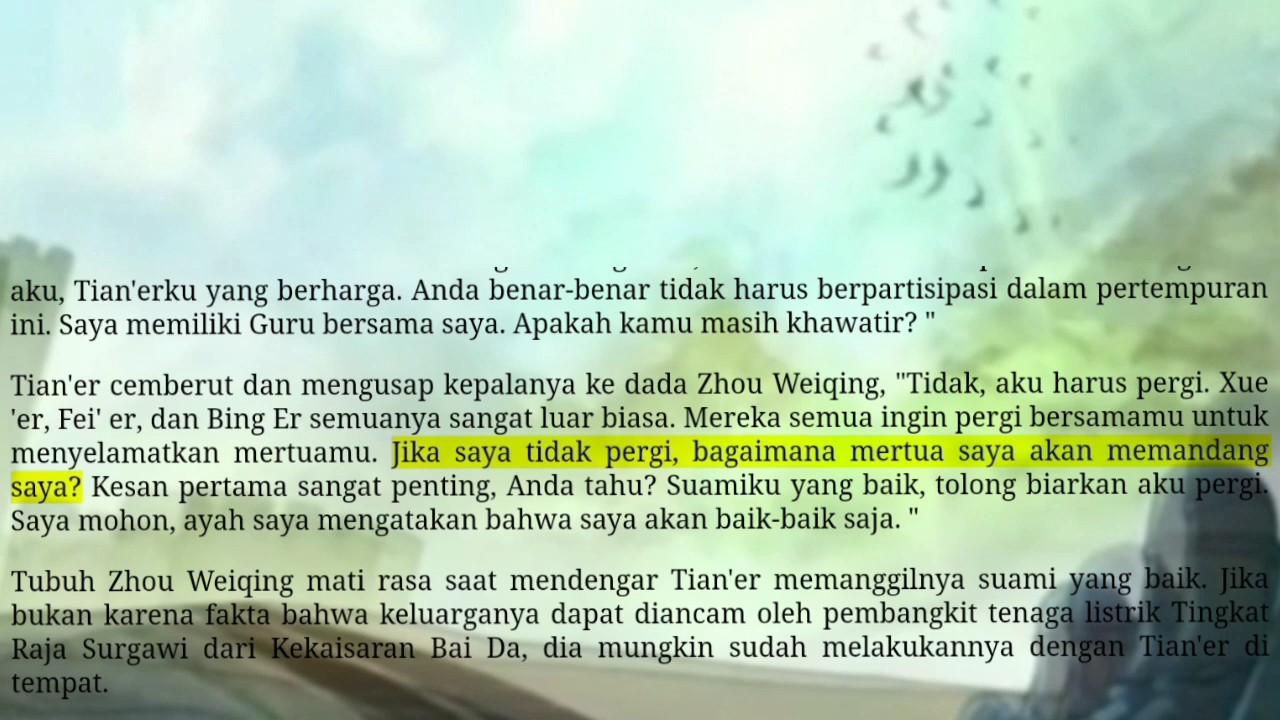 aku, Tian'erku yang berharga. Anda benar-benar tidak harus berpartisipasi dalam pertempuran
ini. Saya memiliki Guru bersama saya. Apakah kamu masih khawatir? "
Tian'er cemberut dan mengusap kepalanya ke dada Zhou Weiqing, "Tidak, aku harus pergi. Xue
'er, Fei' er, dan Bing Er semuanya sangat luar biasa. Mereka semua ingin pergi bersamamu untuk
menyelamatkan mertuamu. Jika saya tidak pergi, bagaimana mertua saya akan memandang
saya? Kesan pertama sangat penting, Anda tahu? Suamiku yang baik, tolong biarkan aku pergi.
Saya mohon, ayah saya mengatakan bahwa saya akan baik-baik saja. "
Tubuh Zhou Weiqing mati rasa saat mendengar Tian'er memanggilnya suami yang baik. Jika
bukan karena fakta bahwa keluarganya dapat diancam oleh pembangkit tenaga listrik Tingkat
Raja Surgawi dari Kekaisaran Bai Da, dia mungkin sudah melakukannya dengan Tian'er di
tempat.